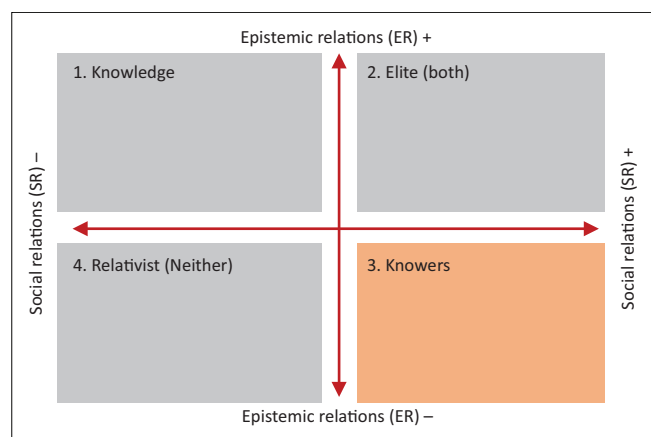 Epistemic relations (ER) +
1. Knowledge
2. Elite (both)
Social relations (SR) –
Social relations (SR) +
4. Relativist (Neither)
3. Knowers
Epistemic relations (ER) –